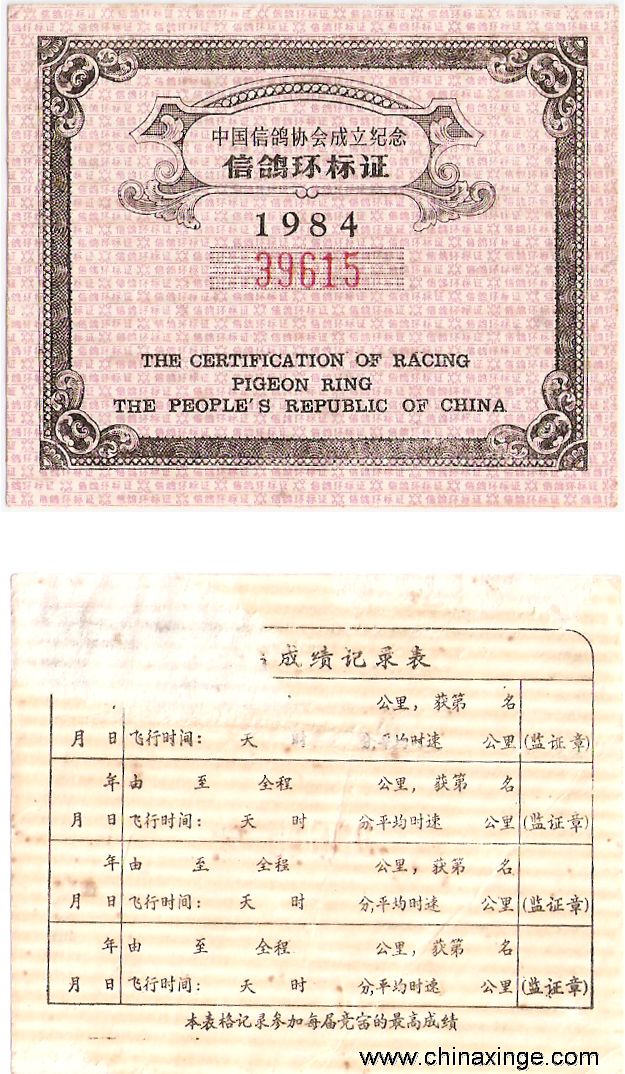 中国信鸽协会成立纪念
信鸽环标证
1984
39615
THE CERTIFICATION OF RACING
PIGEON RING
THE PEOPLE'S REPUBLIC OF CHINA
成绩记录表
公里，获第 名
月 日 飞行时间： 天 时 分,平均时速 公里 (监证章)
年 由 至 全程 公里，获第 名
月 日 飞行时间： 天 时 分,平均时速 公里 (监证章)
年 由 至 全程 公里，获第 名
月 日 飞行时间： 天 时 分,平均时速 公里 (监证章)
年 由 至 全程 公里，获第 名
月 日 飞行时间： 天 时 分,平均时速 公里 (监证章)
本表格记录参加每届竞宙的最高成绩
www.chinaxinge.com